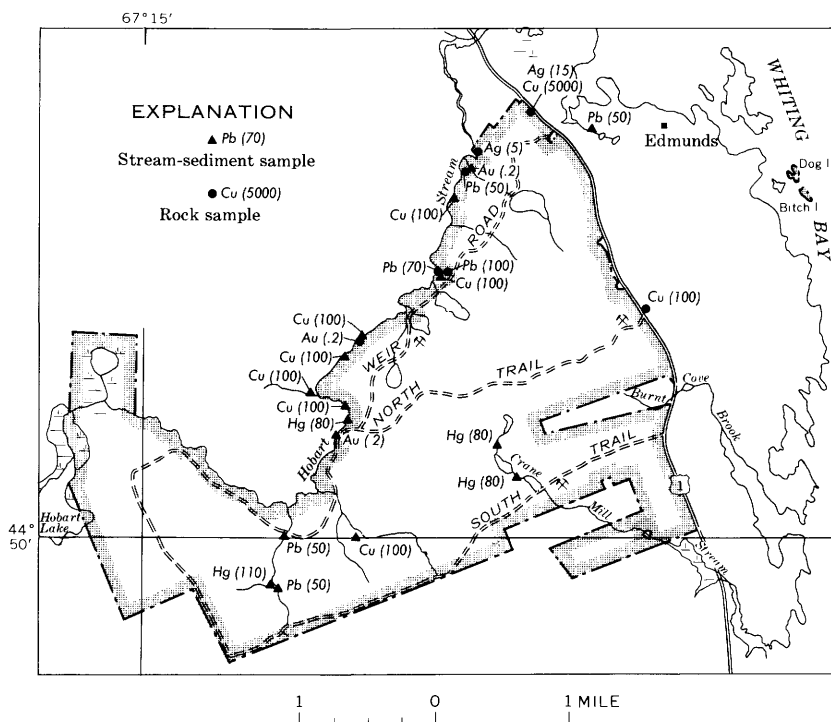 67°15'
EXPLANATION
Pb (70)
Stream-sediment sample
Cu (5000)
Rock sample
Ag (15)
Cu (5000)
Pb (50)
Edmunds
WHITING
BAY
Dog I
Bitch I
Stream
Ag (5)
Au (.2)
Pb (50)
Cu (100)
ROAD
Pb (70)
Pb (100)
Cu (100)
Cu (100)
Cu (100)
Au (.2)
Cu (100)
WEIR
Cu (100)
NORTH
TRAIL
Cu (100)
Hg (80)
Au (.2)
Hobart
Burnt
Cove
Brook
Hg (80)
Crane
Hg (80)
SOUTH
TRAIL
Mill
Stream
1
Hobart
Lake
44°
50'
Pb (50)
Cu (100)
Hg (110)
Pb (50)
1 0 1 MILE